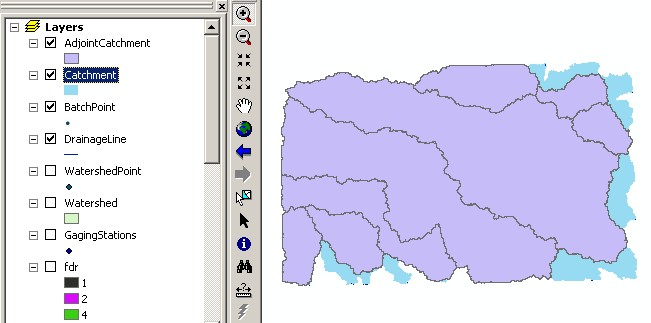 Layers
AdjointCatchment
Catchment
BatchPoint
DrainageLine
WatershedPoint
Watershed
GagingStations
fdr
1
2
4